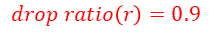 drop ratio(r) = 0.9